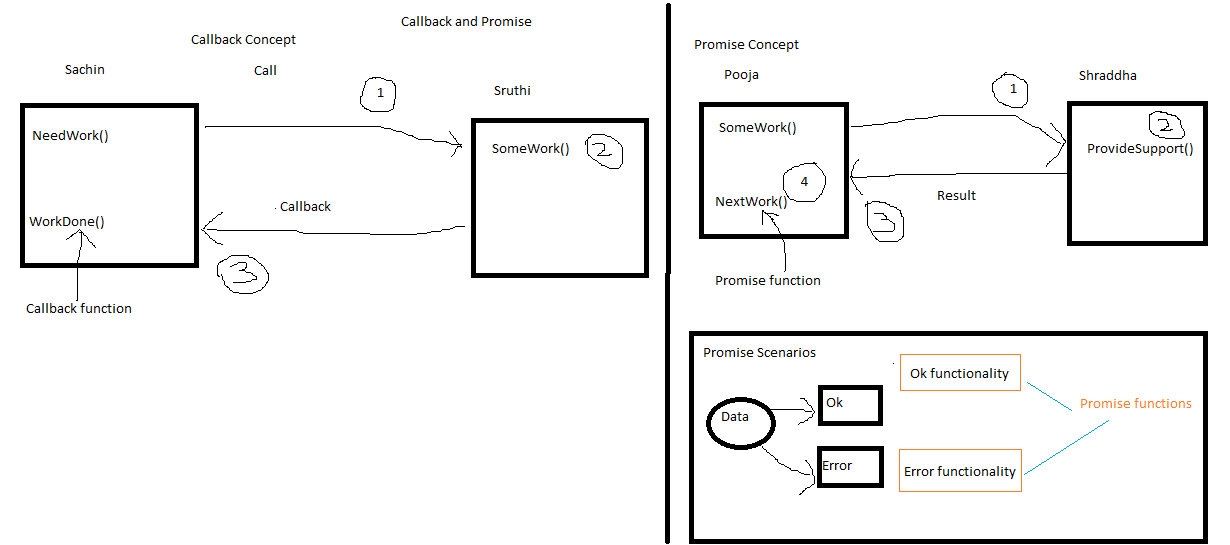 Callback and Promise
Callback Concept
Sachin
Call
1
Sruthi
NeedWork()
SomeWork()
2
Callback
WorkDone()
3
Callback function
Promise Concept
Pooja
Shraddha
1
SomeWork()
2
ProvideSupport()
4
NextWork()
Result
3
Promise function
Promise Scenarios
Ok functionality
Ok
Promise functions
Data
Error
Error functionality